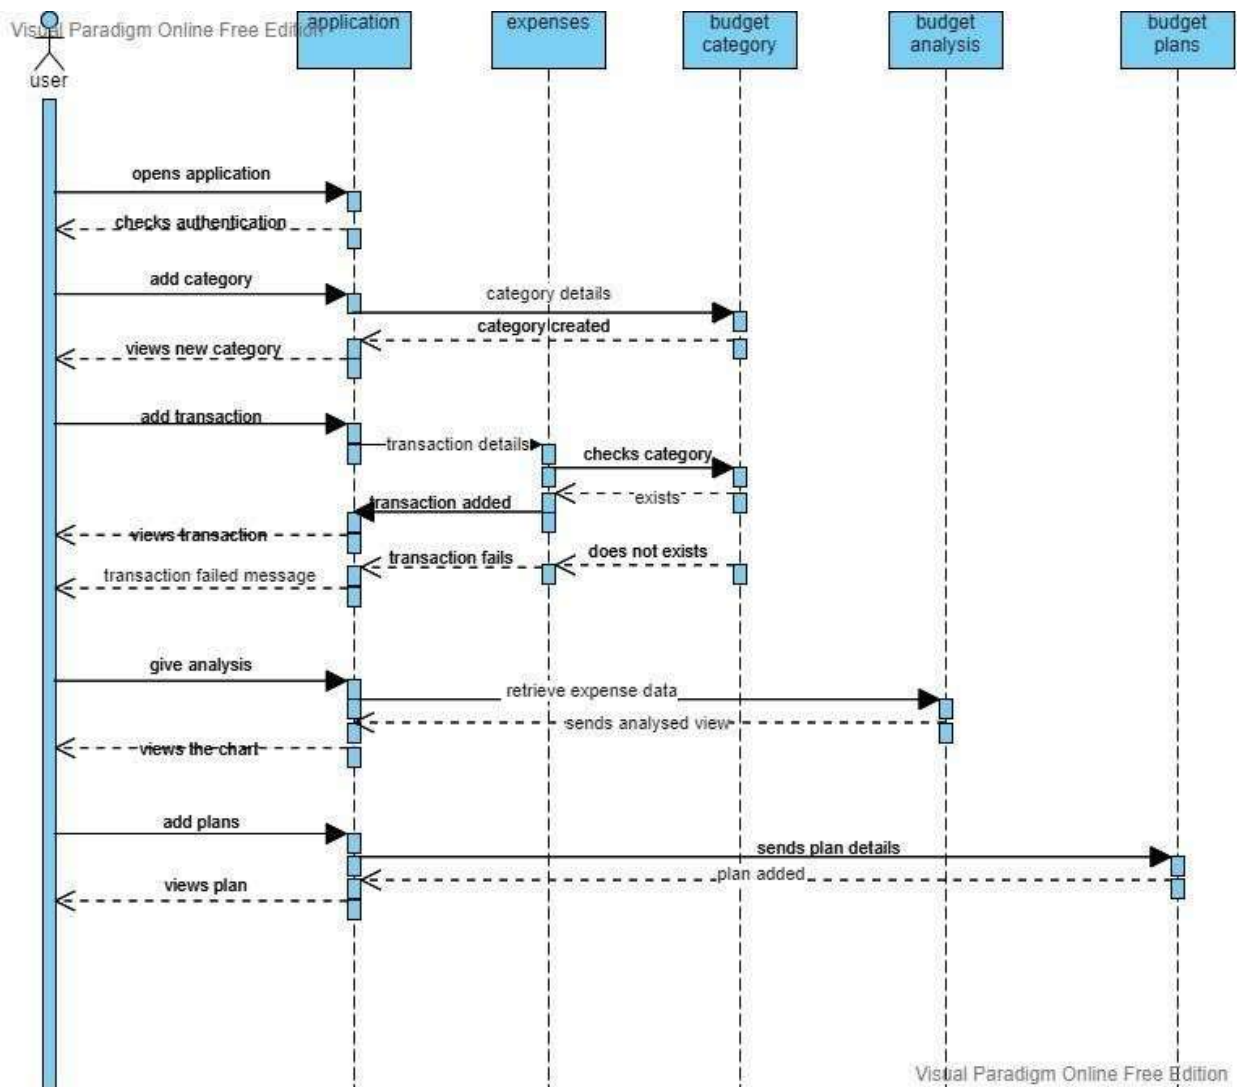 Visual Paradigm Online Free Edition
application
expenses
budget
category
budget
analysis
budget
plans
user
opens application
checks authentication
add category
category details
category created
views new category
add transaction
transaction details
checks category
exists
transaction added
views transaction
does not exists
transaction fails
transaction failed message
give analysis
retrieve expense data
sends analysed view
views the chart
add plans
sends plan details
plan added
views plan
Visual Paradigm Online Free Edition